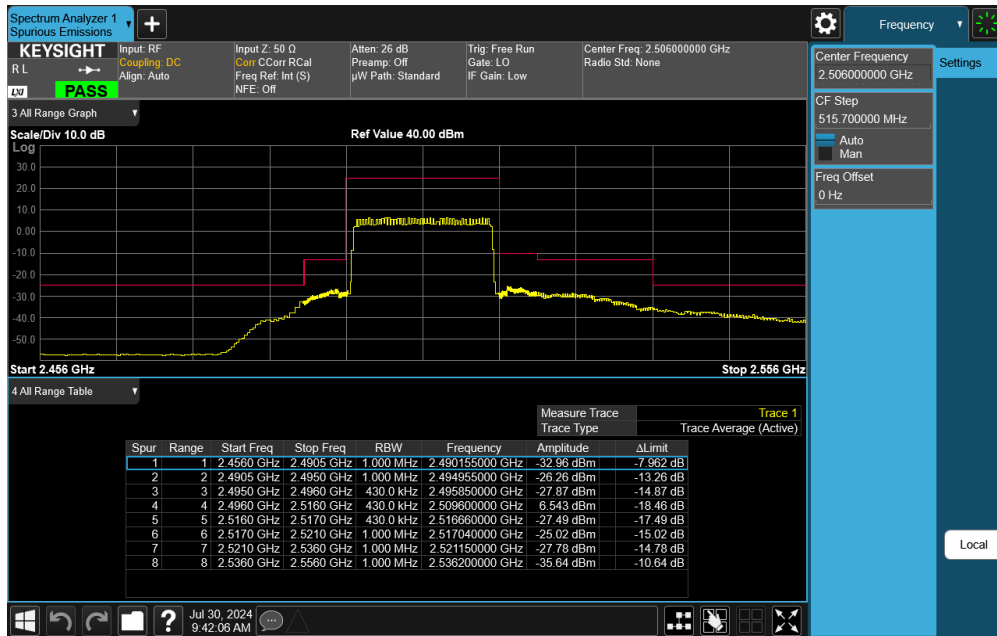 Spectrum Analyzer 1
Spurious Emissions
Frequency
KEYSIGHT
R L
LXI
PASS
Input: RF
Coupling: DC
Align: Auto
Input Z: 50 Ω
Corr CCorr RCal
Freq Ref: Int (S)
NFE: Off
Atten: 26 dB
Preamp: Off
µW Path: Standard
Trig: Free Run
Gate: LO
IF Gain: Low
Center Freq: 2.506000000 GHz
Radio Std: None
Center Frequency
2.506000000 GHz
Settings
CF Step
515.700000 MHz
Auto
Man
Freq Offset
0 Hz
3 All Range Graph
Scale/Div 10.0 dB
Ref Value 40.00 dBm
Log
30.0
20.0
10.0
0.00
-10.0
-20.0
-30.0
-40.0
-50.0
Start 2.456 GHz
Stop 2.556 GHz
4 All Range Table
Measure Trace Trace 1
Trace Type Trace Average (Active)
Spur Range Start Freq Stop Freq RBW Frequency Amplitude ΔLimit
1 1 2.4560 GHz 2.4905 GHz 1.000 MHz 2.490155000 GHz -32.96 dBm -7.962 dB
2 2 2.4905 GHz 2.4950 GHz 1.000 MHz 2.494955000 GHz -26.26 dBm -13.26 dB
3 3 2.4950 GHz 2.4960 GHz 430.0 kHz 2.495850000 GHz -27.87 dBm -14.87 dB
4 4 2.4960 GHz 2.5160 GHz 430.0 kHz 2.509600000 GHz 6.543 dBm -18.46 dB
5 5 2.5160 GHz 2.5170 GHz 430.0 kHz 2.516660000 GHz -27.49 dBm -17.49 dB
6 6 2.5170 GHz 2.5210 GHz 1.000 MHz 2.517040000 GHz -25.02 dBm -15.02 dB
7 7 2.5210 GHz 2.5360 GHz 1.000 MHz 2.521150000 GHz -27.78 dBm -14.78 dB
8 8 2.5360 GHz 2.5560 GHz 1.000 MHz 2.536200000 GHz -35.64 dBm -10.64 dB
Local
?
Jul 30, 2024
9:42:06 AM